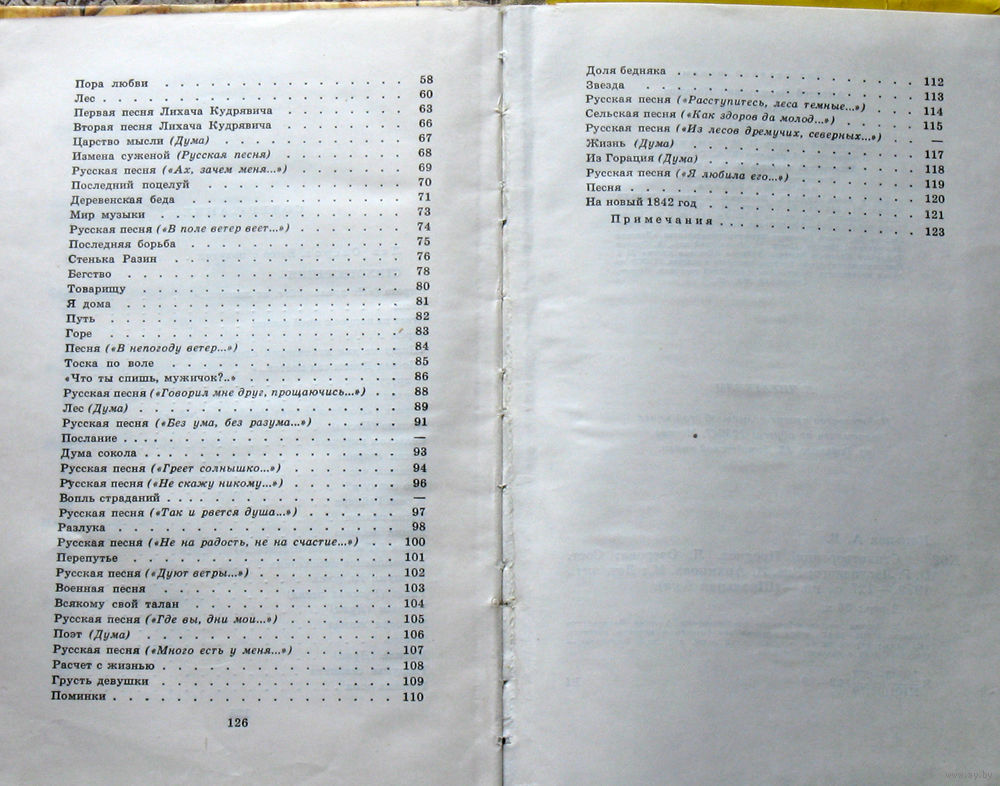 Пора любви . . . . . . . . . . . . . . . . 58
Лес . . . . . . . . . . . . . . . . . . . 60
Первая песня Лихача Кудрявича . . . . . . . 63
Вторая песня Лихача Кудрявича . . . . . . . 66
Царство мысли (Дума) . . . . . . . . . . . 67
Измена суженой (Русская песня) . . . . . . . 68
Русская песня («Ах, зачем меня...») . . . . . . 69
Последний поцелуй . . . . . . . . . . . . 70
Деревенская беда . . . . . . . . . . . . . 71
Мир музыки . . . . . . . . . . . . . . . 73
Русская песня («В поле ветер веет...») . . . . . 74
Последняя борьба . . . . . . . . . . . . . 75
Стенька Разин . . . . . . . . . . . . . . 76
Бегство . . . . . . . . . . . . . . . . . 78
Товарищу . . . . . . . . . . . . . . . . 80
Я дома . . . . . . . . . . . . . . . . . 81
Путь . . . . . . . . . . . . . . . . . . 82
Горе . . . . . . . . . . . . . . . . . . 83
Песня («В непогоду ветер...») . . . . . . . . 84
Тоска по воле . . . . . . . . . . . . . . 85
«Что ты спишь, мужичок?..» . . . . . . . . . 86
Русская песня («Говорил мне друг, прощаючись...») . . 88
Лес (Дума) . . . . . . . . . . . . . . . 89
Русская песня («Без ума, без разума...») . . . . . 91
Послание . . . . . . . . . . . . . . . . —
Дума сокола . . . . . . . . . . . . . . . 93
Русская песня («Греет солнышко...») . . . . . . 94
Русская песня («Не скажу никому...») . . . . . . 96
Вопль страданий . . . . . . . . . . . . . —
Русская песня («Так и рвется душа...») . . . . . . 97
Разлука . . . . . . . . . . . . . . . . . 98
Русская песня («Не на радость, не на счастие...») . . 100
Перепутье . . . . . . . . . . . . . . . . 101
Русская песня («Дуют ветры...») . . . . . . . . 102
Военная песня . . . . . . . . . . . . . . 103
Всякому свой талан . . . . . . . . . . . . 104
Русская песня («Где вы, дни мои...») . . . . . . 105
Поэт (Дума) . . . . . . . . . . . . . . . 106
Русская песня («Много есть у меня...») . . . . . . 107
Расчет с жизнью . . . . . . . . . . . . . 108
Грусть девушки . . . . . . . . . . . . . . 109
Поминки . . . . . . . . . . . . . . . . . 110
126
Доля бедняка . . . . . . . . . . . . . . 112
Звезда . . . . . . . . . . . . . . . . . 113
Русская песня («Расступитесь, леса темные...») . . . 114
Сельская песня («Как здоров да молод...») . . . . 115
Русская песня («Из лесов дремучих, северных...») . . —
Жизнь (Дума) . . . . . . . . . . . . . . 117
Из Горация (Дума) . . . . . . . . . . . . 118
Русская песня («Я любила его...») . . . . . . . 119
Песня . . . . . . . . . . . . . . . . . . 120
На новый 1842 год . . . . . . . . . . . . 121
Примечания . . . . . . . . . . . . . . . 123
www.ay.by